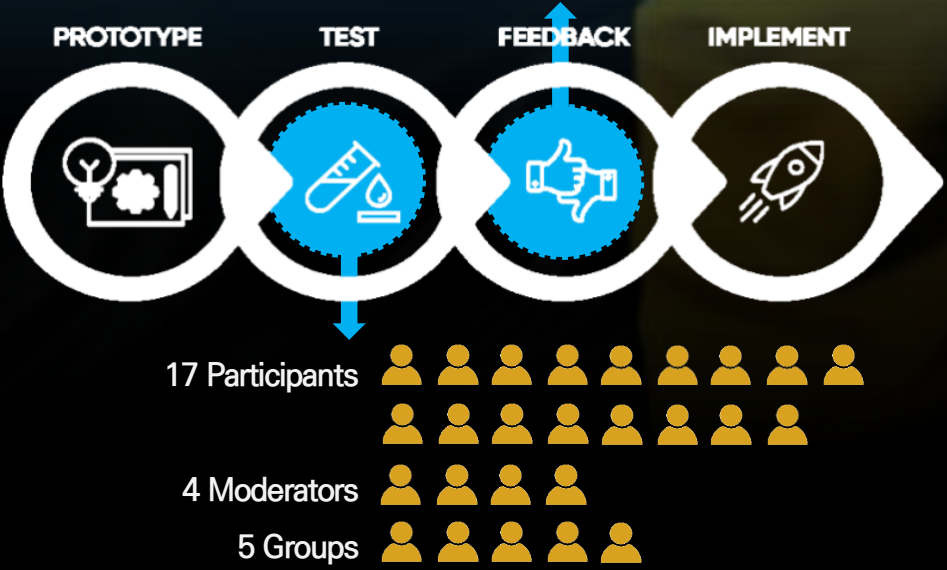 PROTOTYPE
TEST
FEEDBACK
IMPLEMENT
17 Participants
4 Moderators
5 Groups